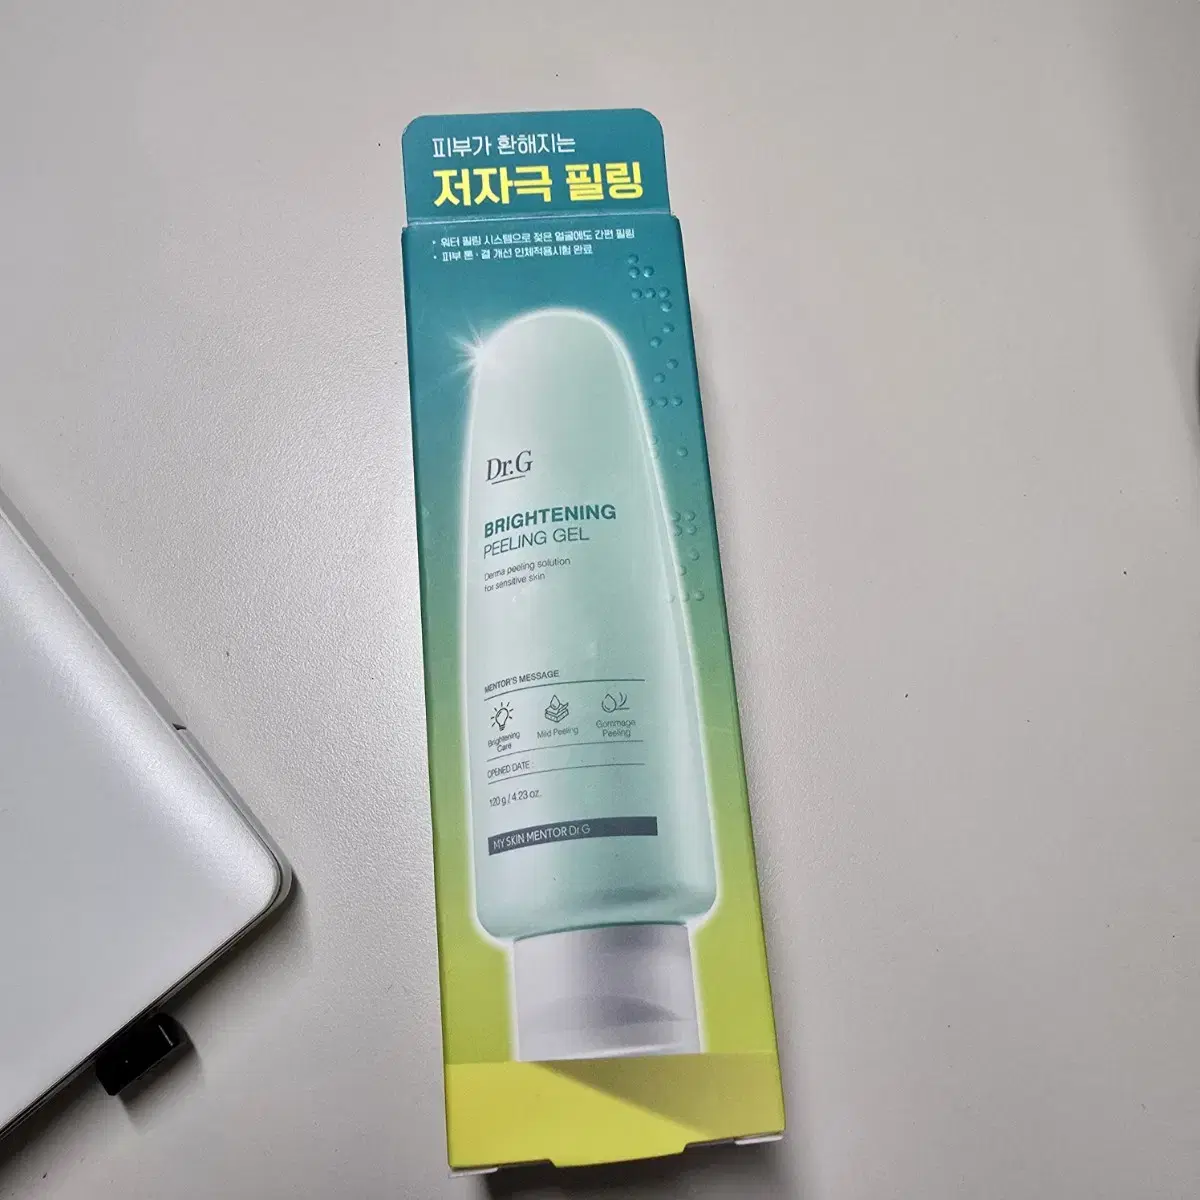 피부가 환해지는
저자극 필링
• 워터 필링 시스템으로 젖은 얼굴에도 간편 필링
• 피부 톤·결 개선 인체적용시험 완료
Dr.G
BRIGHTENING
PEELING GEL
Derma peeling solution
for sensitive skin
MENTOR'S MESSAGE
Brightening
Care
Mild Peeling
Gommage
Peeling
OPENED DATE :
120 g / 4.23 oz.
MY SKIN MENTOR Dr.G